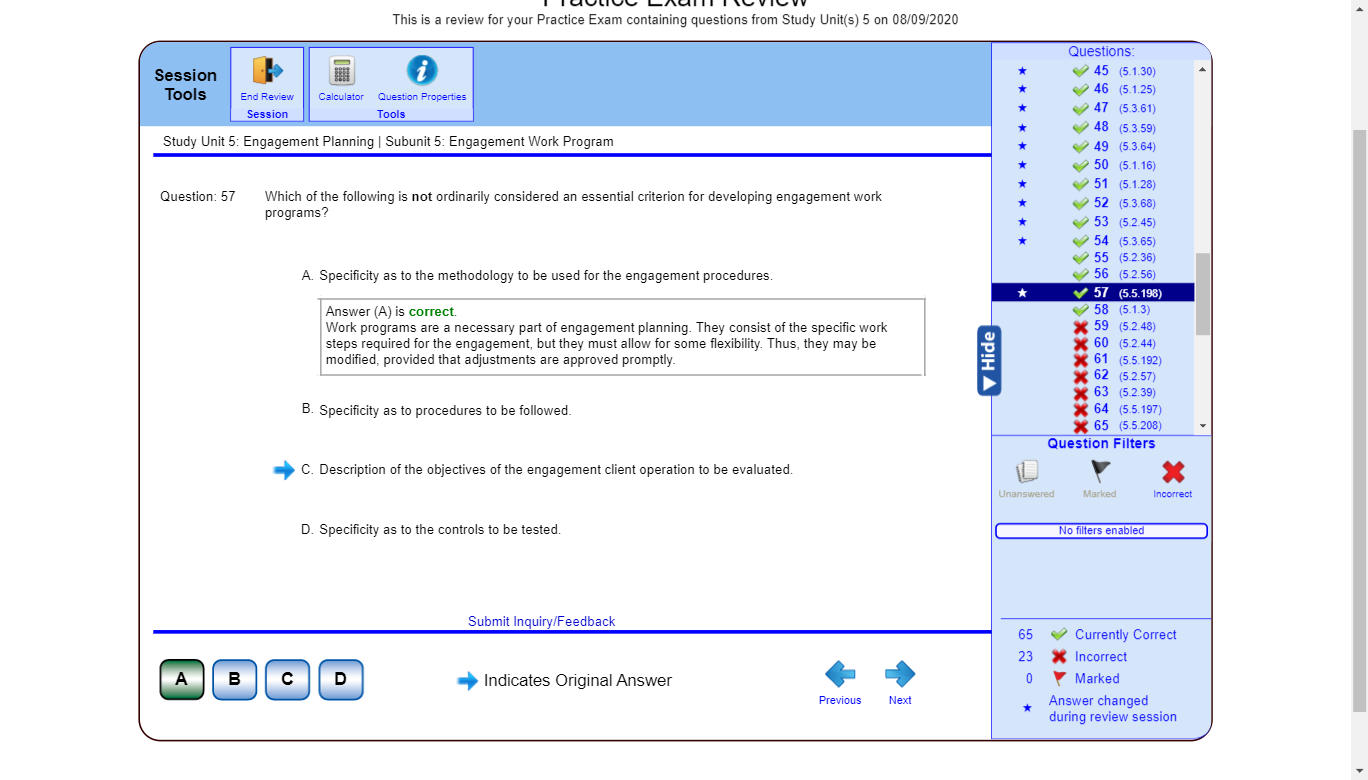 Practice Exam Review
This is a review for your Practice Exam containing questions from Study Unit(s) 5 on 08/09/2020
Session
Tools
End Review
Session
Calculator
Question Properties
Tools
Study Unit 5: Engagement Planning | Subunit 5: Engagement Work Program
Question: 57
Which of the following is not ordinarily considered an essential criterion for developing engagement work
programs?
A. Specificity as to the methodology to be used for the engagement procedures.
Answer (A) is correct.
Work programs are a necessary part of engagement planning. They consist of the specific work
steps required for the engagement, but they must allow for some flexibility. Thus, they may be
modified, provided that adjustments are approved promptly.
B. Specificity as to procedures to be followed.
C. Description of the objectives of the engagement client operation to be evaluated.
D. Specificity as to the controls to be tested.
Submit Inquiry/Feedback
A
B
C
D
Indicates Original Answer
Previous
Next
Hide
Questions:
45 (5.1.30)
46 (5.1.25)
47 (5.3.61)
48 (5.3.59)
49 (5.3.64)
50 (5.1.16)
51 (5.1.28)
52 (5.3.68)
53 (5.2.45)
54 (5.3.65)
55 (5.2.36)
56 (5.2.56)
57 (5.5.198)
58 (5.1.3)
59 (5.2.48)
60 (5.2.44)
61 (5.5.192)
62 (5.2.57)
63 (5.2.39)
64 (5.5.197)
65 (5.5.208)
Question Filters
Unanswered
Marked
Incorrect
No filters enabled
65 Currently Correct
23 Incorrect
0 Marked
Answer changed
during review session